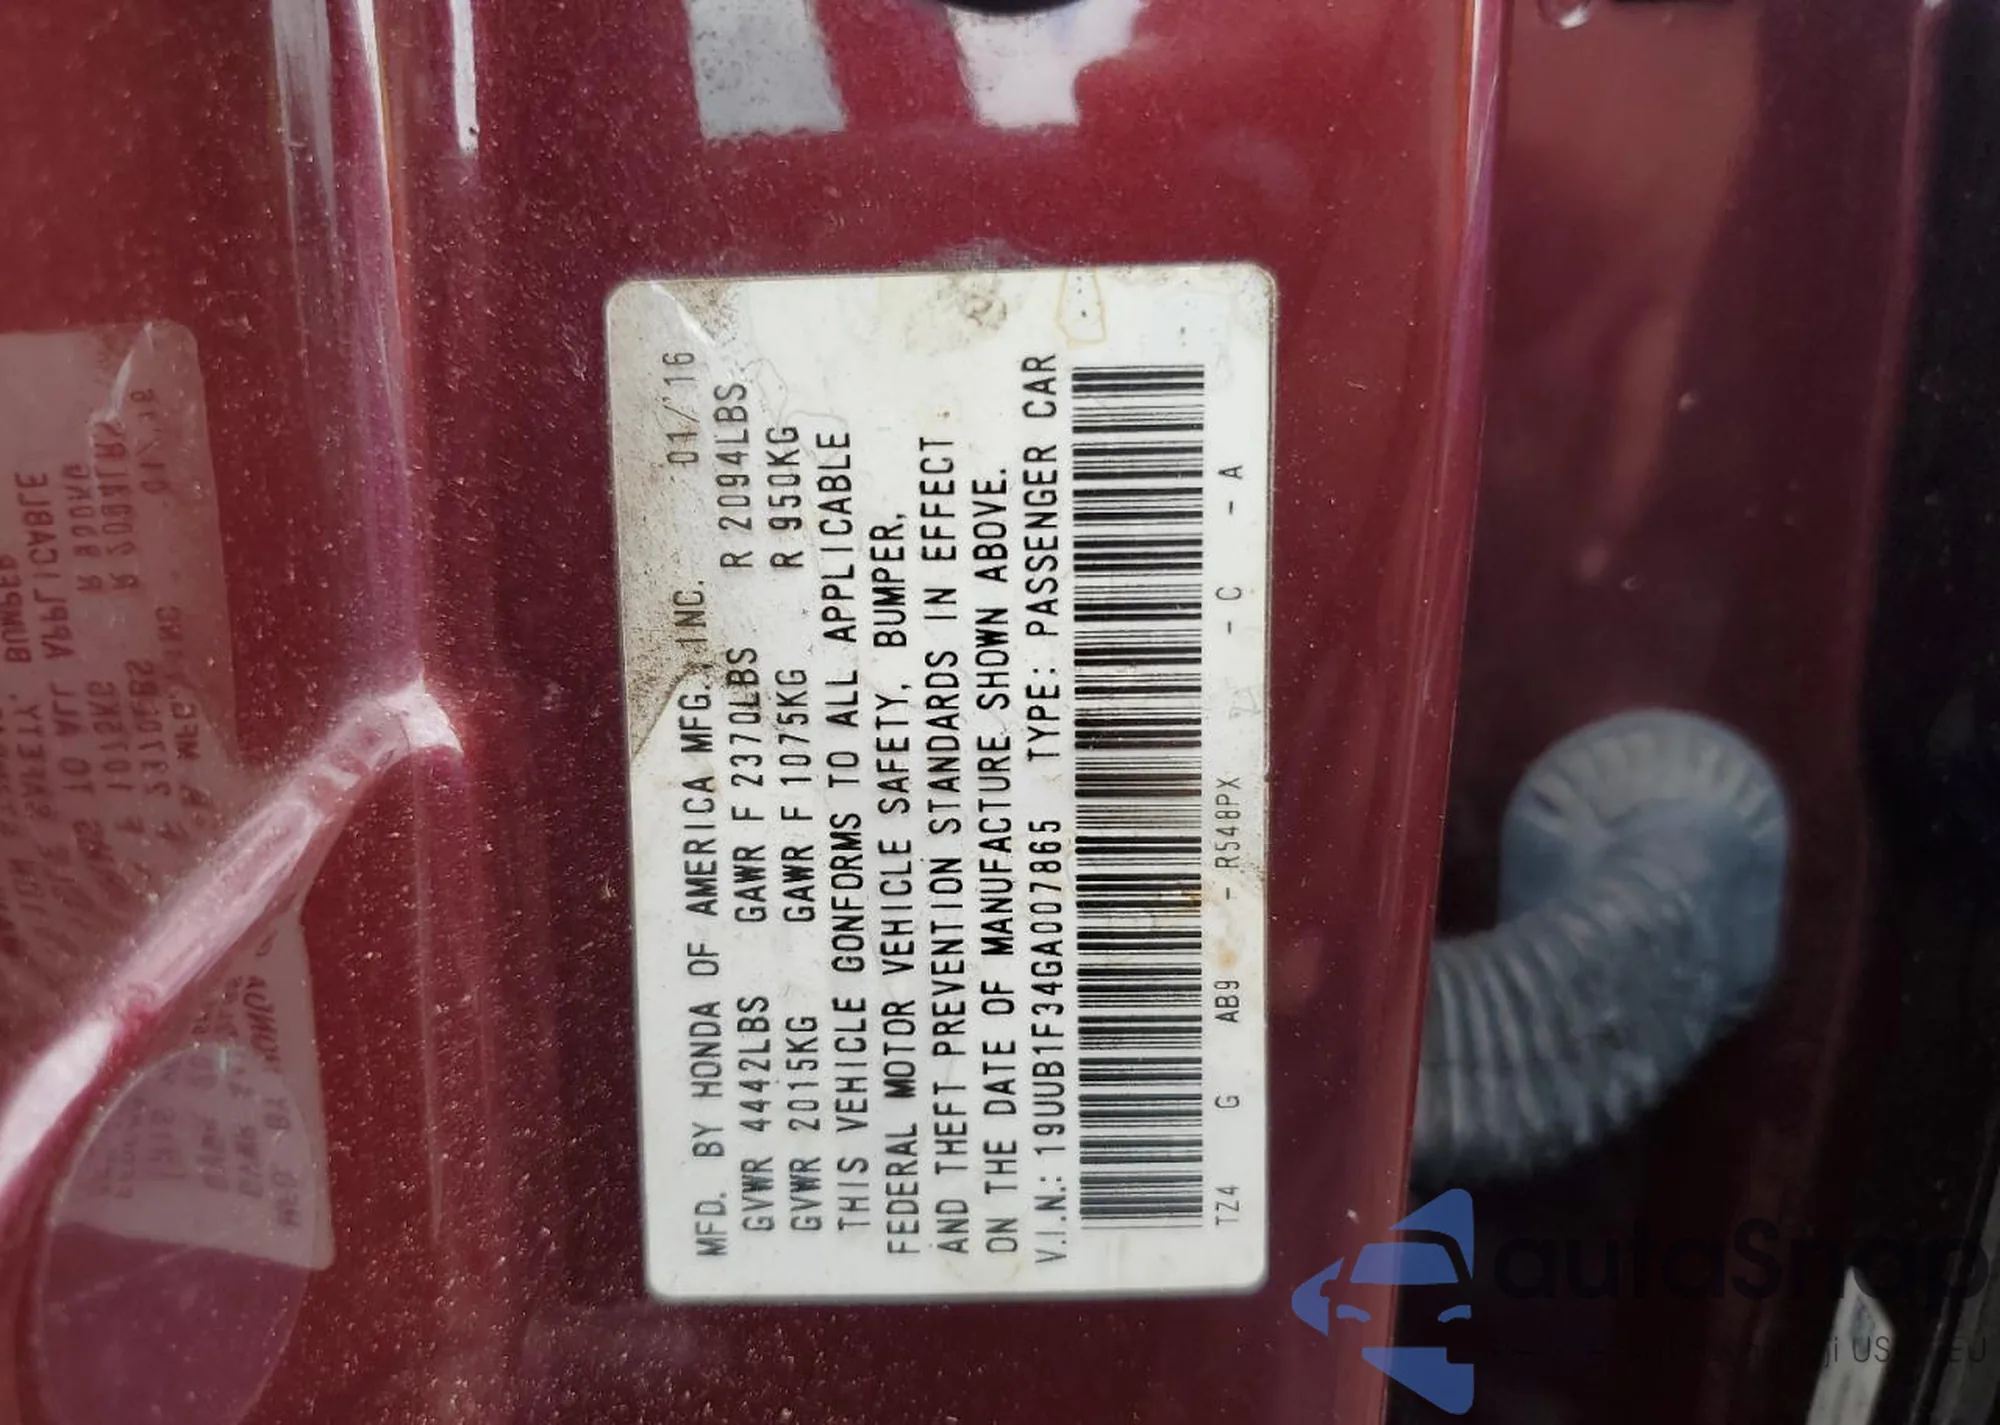 MFD. BY HONDA OF AMERICA MFG., INC. 01/16
GVWR 4442LBS GAWR F 2370LBS R 2094LBS
GVWR 2015KG GAWR F 1075KG R 950KG
THIS VEHICLE CONFORMS TO ALL APPLICABLE
FEDERAL MOTOR VEHICLE SAFETY, BUMPER,
AND THEFT PREVENTION STANDARDS IN EFFECT
ON THE DATE OF MANUFACTURE SHOWN ABOVE.
V.I.N.: 19UUB1F34GA007865 TYPE: PASSENGER CAR
TZ4 G AB9 - R548PX - C - A
autaSnap